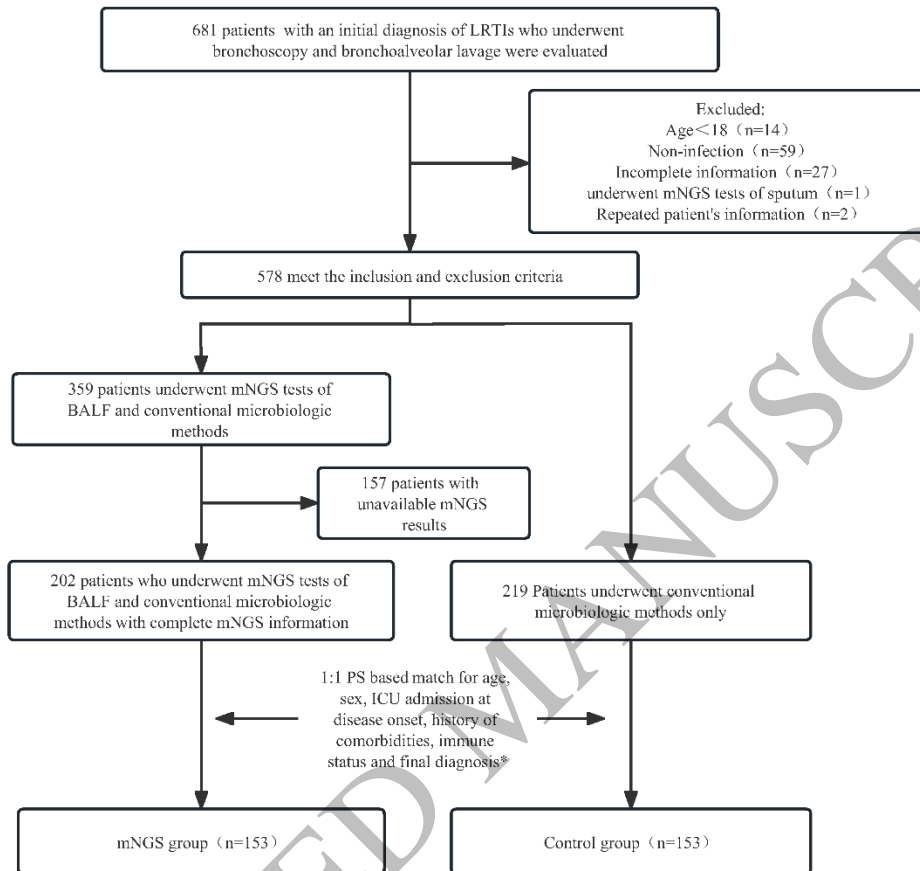 681 patients with an initial diagnosis of LRTIs who underwent
bronchoscopy and bronchoalveolar lavage were evaluated
Excluded:
Age＜18（n=14）
Non-infection（n=59）
Incomplete information（n=27）
underwent mNGS tests of sputum（n=1）
Repeated patient's information（n=2）
578 meet the inclusion and exclusion criteria
359 patients underwent mNGS tests of
BALF and conventional microbiologic
methods
157 patients with
unavailable mNGS
results
202 patients who underwent mNGS tests of
BALF and conventional microbiologic
methods with complete mNGS information
219 Patients underwent conventional
microbiologic methods only
1:1 PS based match for age,
sex, ICU admission at
disease onset, history of
comorbidities, immune
status and final diagnosis*
mNGS group（n=153）
Control group（n=153）
ED MANUSCRIP